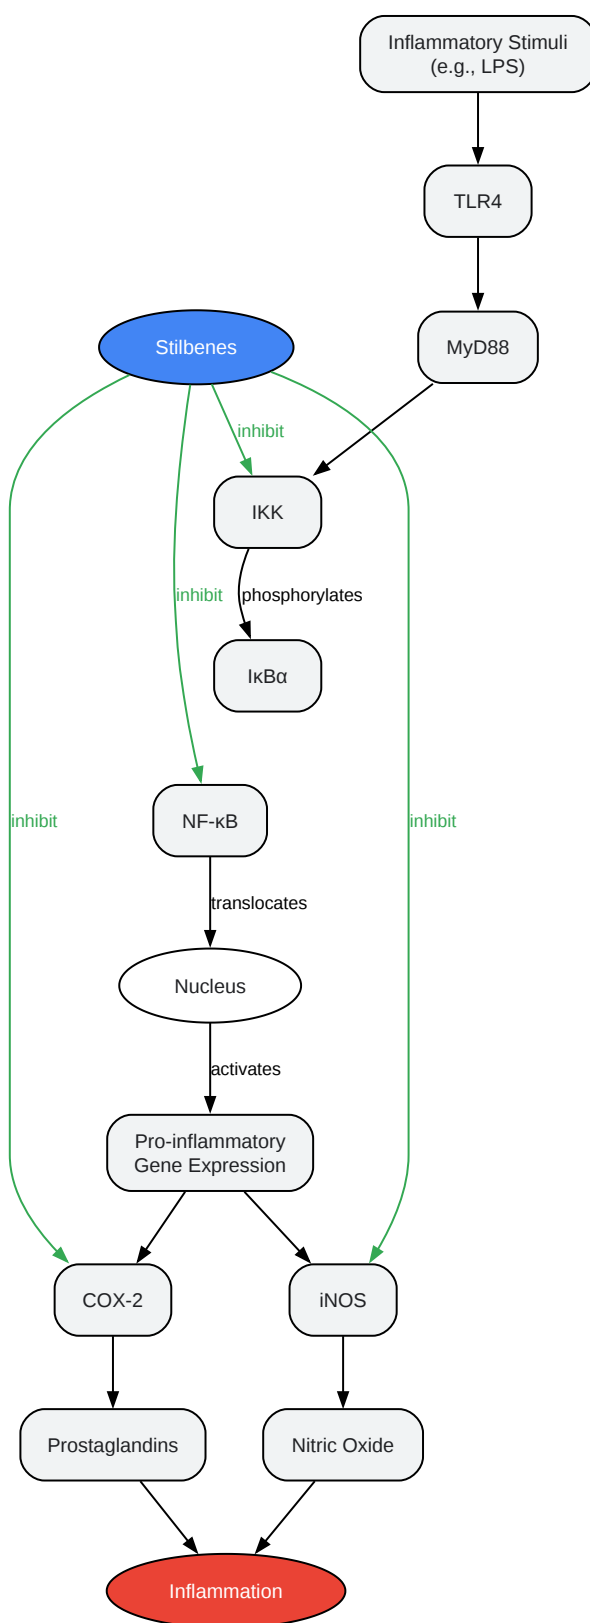 Inflammatory Stimuli
(e.g., LPS)
TLR4
MyD88
Stilbenes
inhibit
IKK
inhibit
phosphorylates
IκBα
NF-κB
inhibit
inhibit
translocates
Nucleus
activates
Pro-inflammatory
Gene Expression
COX-2
iNOS
Prostaglandins
Nitric Oxide
Inflammation